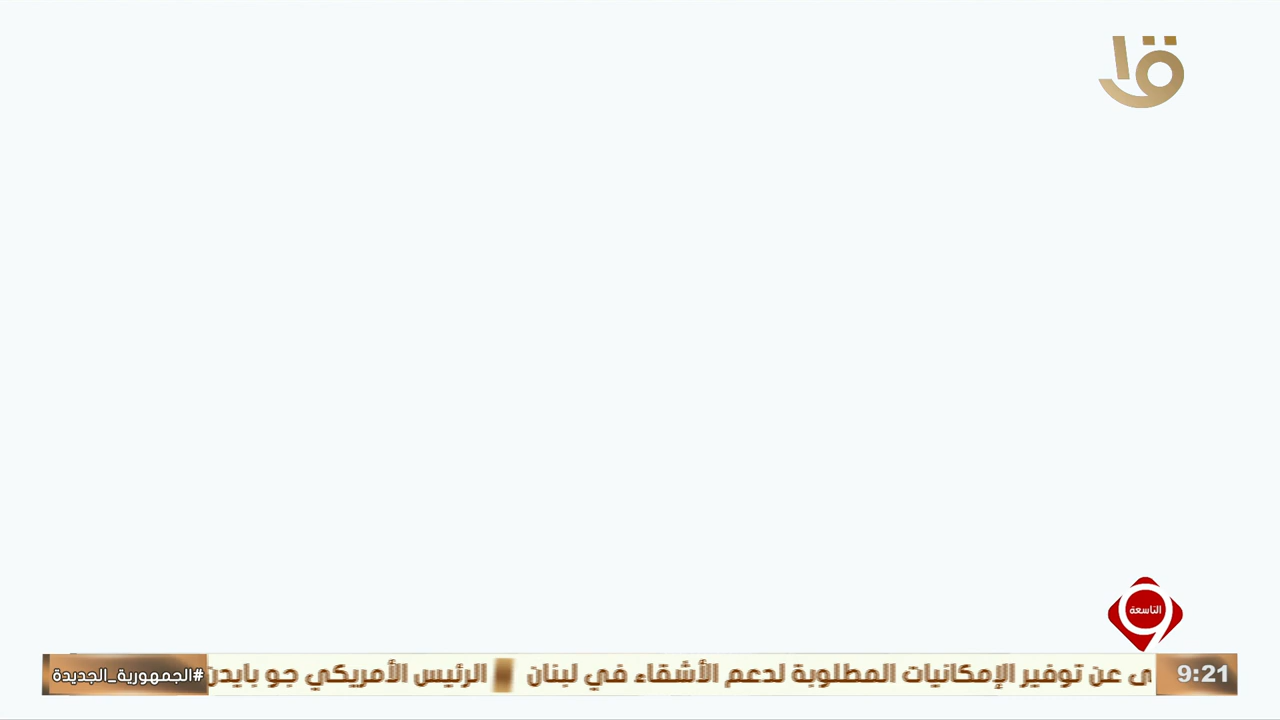 التاسعة
9:21
ى عن توفير الإمكانيات المطلوبة لدعم الأشقاء في لبنان الرئيس الأمريكي جو بايدن
#الجمهورية_الجديدة